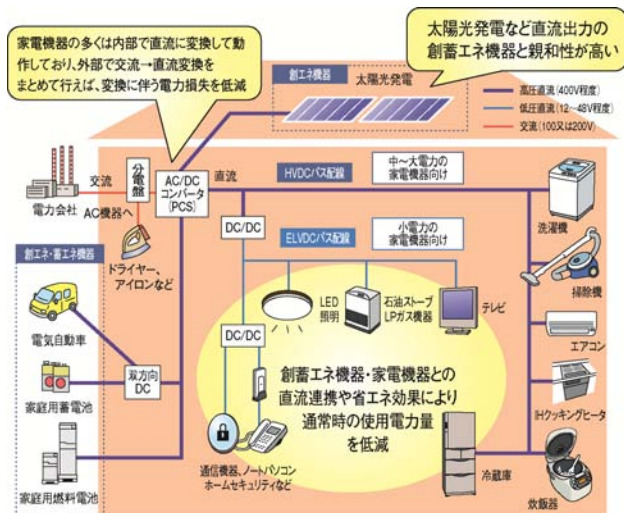 家電機器の多くは内部で直流に変換して動
作しており、外部で交流→直流変換を
まとめて行えば、変換に伴う電力損失を低減
太陽光発電など直流出力の
創蓄エネ機器と親和性が高い
創エネ機器
太陽光発電
高圧直流(400V程度)
低圧直流(12~48V程度)
交流(100又は200V)
電力会社
交流
分電盤
AC機器へ
AC/DC
コンバータ
(PCS)
直流
HVDCバス配線
中~大電力の
家電機器向け
洗濯機
ドライヤー、
アイロンなど
DC/DC
ELVDCバス配線
小電力の
家電機器向け
掃除機
創エネ・蓄エネ機器
電気自動車
双方向
DC
家庭用蓄電池
家庭用燃料電池
LED
照明
石油ストーブ
LPガス機器
テレビ
エアコン
DC/DC
創蓄エネ機器・家電機器との
直流連携や省エネ効果により
通常時の使用電力量
を低減
IHクッキングヒータ
通信機器、ノートパソコン
ホームセキュリティなど
冷蔵庫
炊飯器